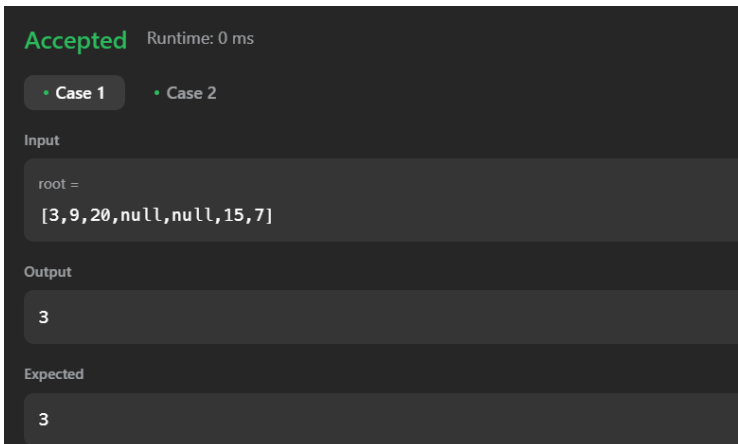 Accepted Runtime: 0 ms
• Case 1 • Case 2
Input
root =
[3,9,20,null,null,15,7]
Output
3
Expected
3